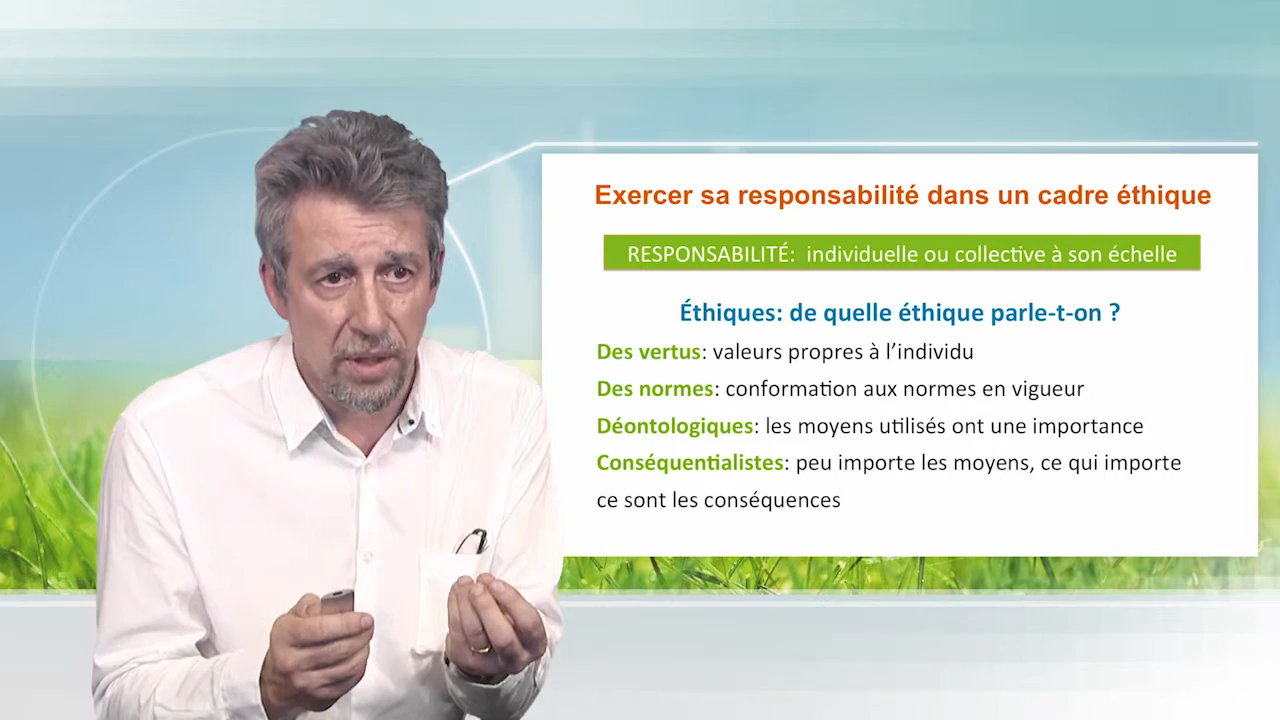 Exercer sa responsabilité dans un cadre éthique
RESPONSABILITÉ: individuelle ou collective à son échelle
Éthiques: de quelle éthique parle-t-on ?
Des vertus: valeurs propres à l’individu
Des normes: conformation aux normes en vigueur
Déontologiques: les moyens utilisés ont une importance
Conséquentialistes: peu importe les moyens, ce qui importe
ce sont les conséquences